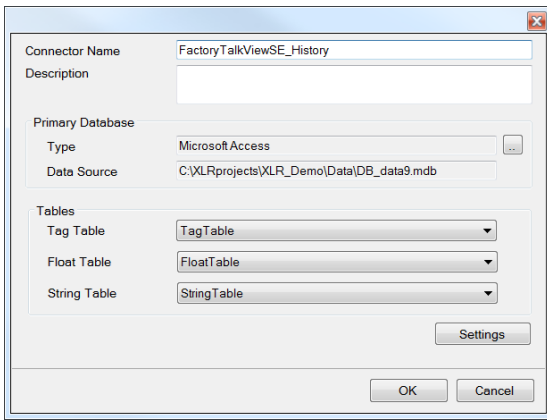 Connector Name FactoryTalkViewSE_History
Description
Primary Database
Type Microsoft Access ..
Data Source C:\XLRprojects\XLR_Demo\Data\DB_data9.mdb
Tables
Tag Table TagTable
Float Table FloatTable
String Table StringTable
Settings
OK Cancel